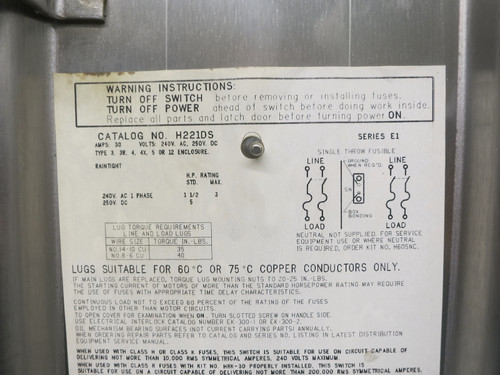 WARNING INSTRUCTIONS:
TURN OFF SWITCH before removing or installing fuses.
TURN OFF POWER ahead of switch before doing work inside.
Replace all parts and latch door before turning power ON.
CATALOG NO. H221DS
SERIES E1
AMPS: 30 VOLTS: 240V. AC, 250V. DC
TYPE 3, 3R, 4, 4X, 5 OR 12 ENCLOSURE.
RAINTIGHT
H.P. RATING
STD. MAX.
240V. AC 1 PHASE 1 1/2 3
250V. DC 5
SINGLE THROW FUSIBLE
LINE
GROUND WHEN REQ'D.
LINE
SN
LOAD
BOX BONDING
LOAD
NEUTRAL NOT SUPPLIED. FOR SERVICE
EQUIPMENT USE OR WHERE NEUTRAL
IS REQUIRED, ORDER KIT NO. H60SNC.
LUG TORQUE REQUIREMENTS
LINE AND LOAD LUGS
WIRE SIZE TORQUE IN.-LBS.
NO.14-10 CU 35
NO.8-6 CU 40
LUGS SUITABLE FOR 60°C OR 75°C COPPER CONDUCTORS ONLY.
IF MAIN LUGS ARE REPLACED, TORQUE LUG MOUNTING NUTS TO 20-25 IN.-LBS.
THE STARTING CURRENT OF MOTORS OF MORE THAN THE STANDARD HORSEPOWER RATING MAY REQUIRE
THE USE OF FUSES WITH APPROPRIATE TIME DELAY CHARACTERISTICS.
CONTINUOUS LOAD NOT TO EXCEED 80 PERCENT OF THE RATING OF THE FUSES
EMPLOYED IN OTHER THAN MOTOR CIRCUITS.
TO OPEN COVER FOR EXAMINATION WHEN ON, TURN SLOTTED SCREW ON HANDLE SIDE.
USE ELECTRICAL INTERLOCK CATALOG NUMBER EK-300-1 OR EK-300-2.
OIL MECHANISM BEARING SURFACES (NOT CURRENT CARRYING PARTS) ANNUALLY.
WHEN ORDERING REPAIR PARTS REFER TO CATALOG AND SERIES NO. LISTING IN LATEST DISTRIBUTION
EQUIPMENT SERVICE MANUAL.
WHEN USED WITH CLASS H OR K FUSES, THIS SWITCH IS SUITABLE FOR USE ON CIRCUIT CAPABLE OF
DELIVERING NOT MORE THAN 10,000 RMS SYMMETRICAL AMPERES, 240 VOLTS MAXIMUM.
WHEN USED WITH CLASS R FUSES WITH KIT NO. HRK-30 PROPERLY INSTALLED, THIS SWITCH IS
SUITABLE FOR USE ON A CIRCUIT CAPABLE OF DELIVERING NOT MORE THAN 200,000 RMS SYMMETRICAL AMPERES,